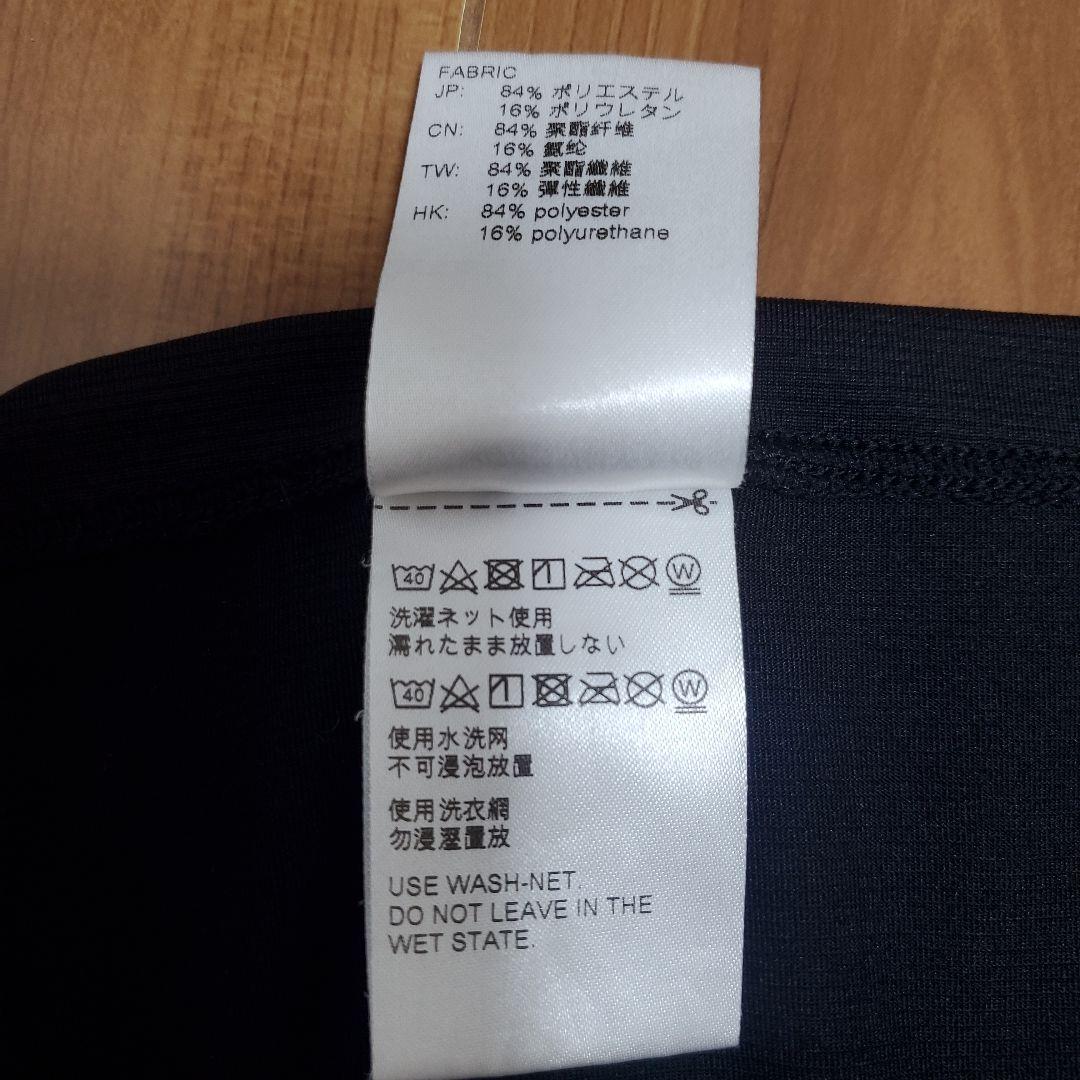 FABRIC
JP: 84% ポリエステル
16% ポリウレタン
CN: 84% 聚酯纤维
16% 氨纶
TW: 84% 聚酯纖維
16% 彈性纖維
HK: 84% polyester
16% polyurethane
40 W
洗濯ネット使用
濡れたまま放置しない
40 W
使用水洗网
不可浸泡放置
使用洗衣網
勿浸溼置放
USE WASH-NET.
DO NOT LEAVE IN THE
WET STATE.